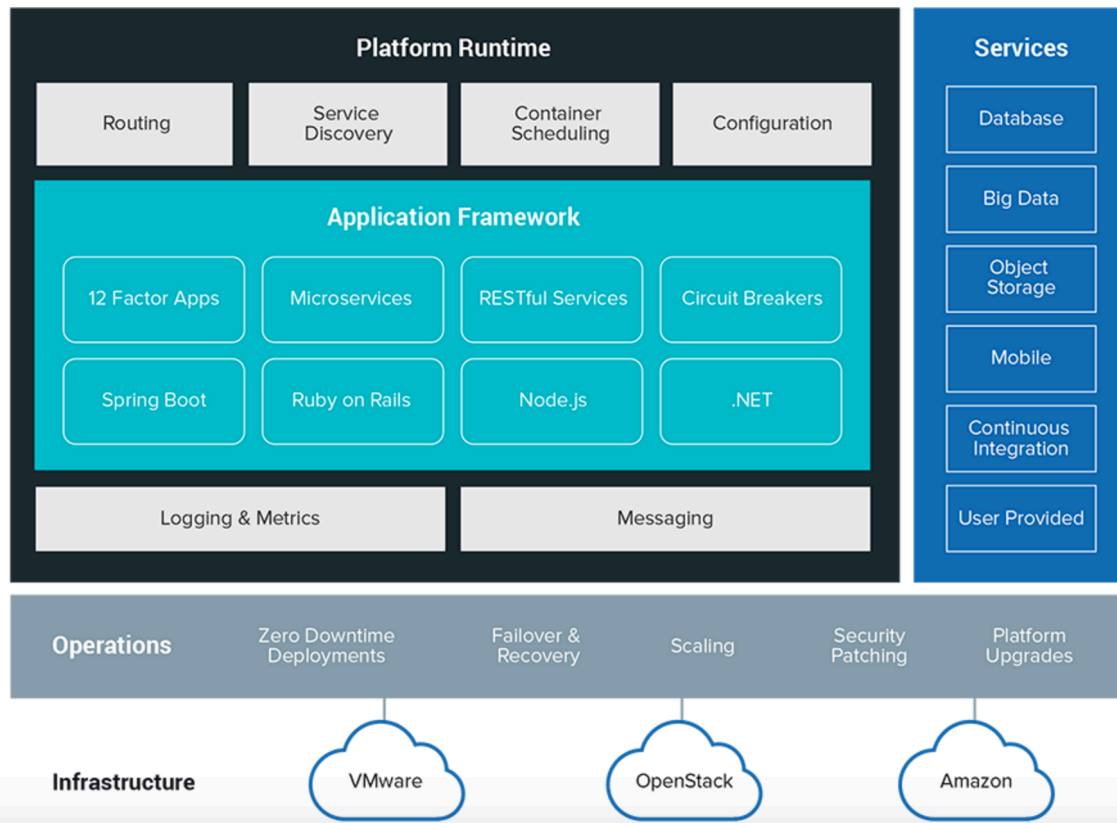 Platform Runtime
Routing
Service
Discovery
Container
Scheduling
Configuration
Application Framework
12 Factor Apps
Microservices
RESTful Services
Circuit Breakers
Spring Boot
Ruby on Rails
Node.js
.NET
Logging & Metrics
Messaging
Services
Database
Big Data
Object
Storage
Mobile
Continuous
Integration
User Provided
Operations
Zero Downtime
Deployments
Failover &
Recovery
Scaling
Security
Patching
Platform
Upgrades
Infrastructure
VMware
OpenStack
Amazon